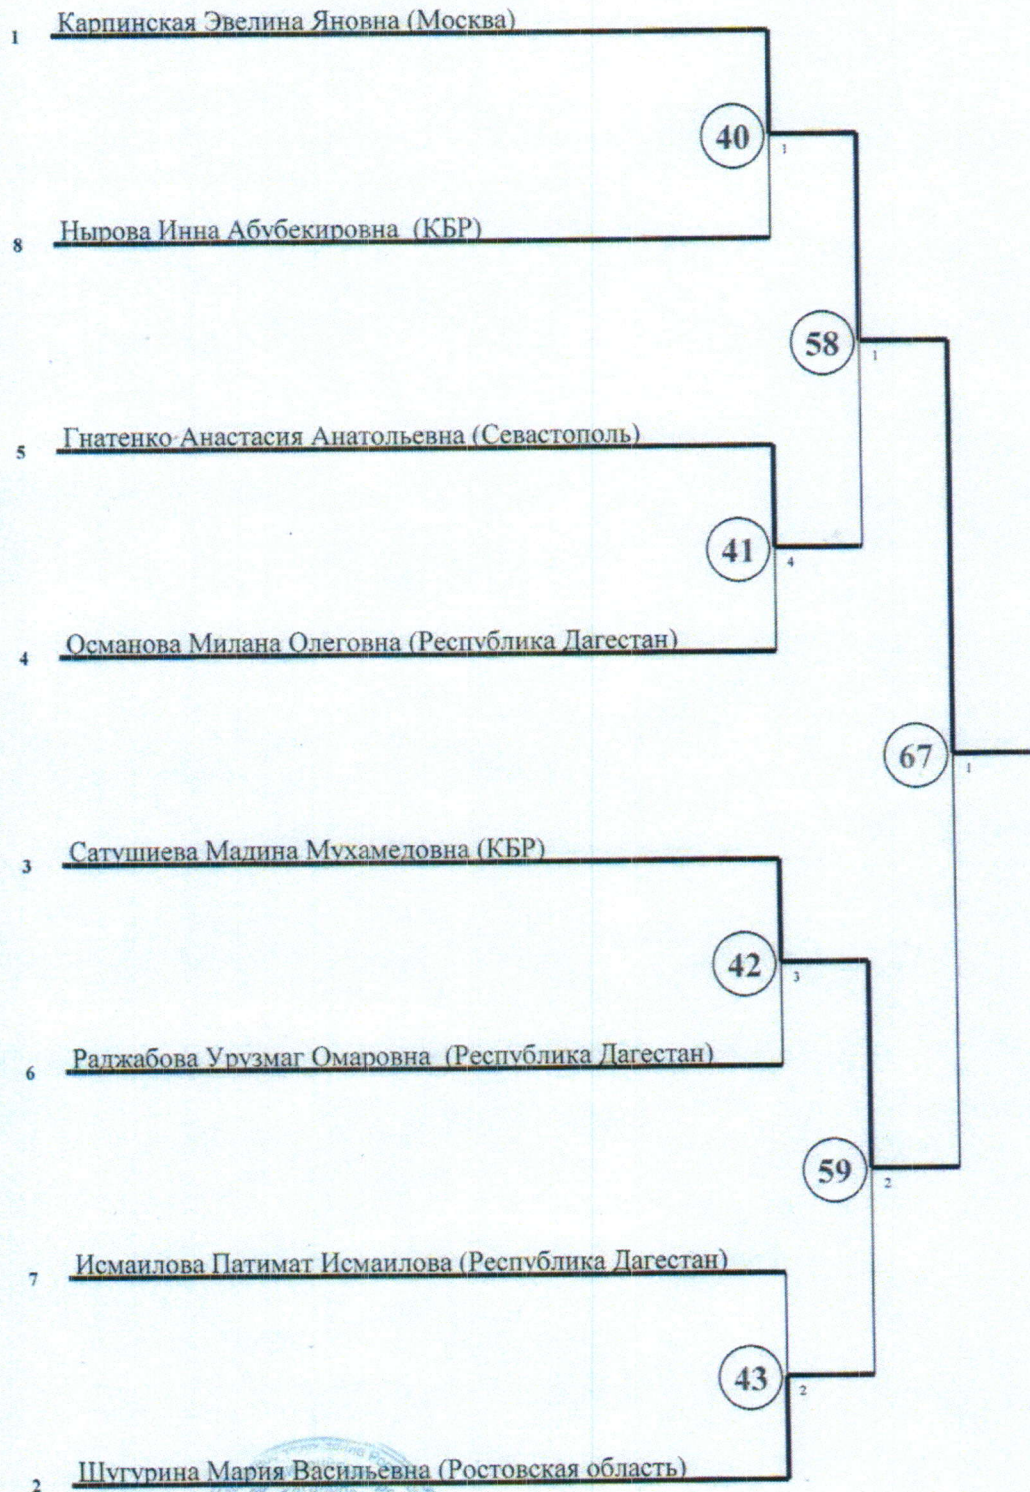 1 Карпинская Эвелина Яновна (Москва)
40
1
8 Нырова Инна Абубекировна (КБР)
58
1
5 Гнатенко Анастасия Анатольевна (Севастополь)
41
4
4 Османова Милана Олеговна (Республика Дагестан)
67
1
3 Сатушиева Мадина Мухамедовна (КБР)
42
3
6 Раджабова Урузмаг Омаровна (Республика Дагестан)
59
2
7 Исмаилова Патимат Исмаилова (Республика Дагестан)
43
2
2 Шугурина Мария Васильевна (Ростовская область)